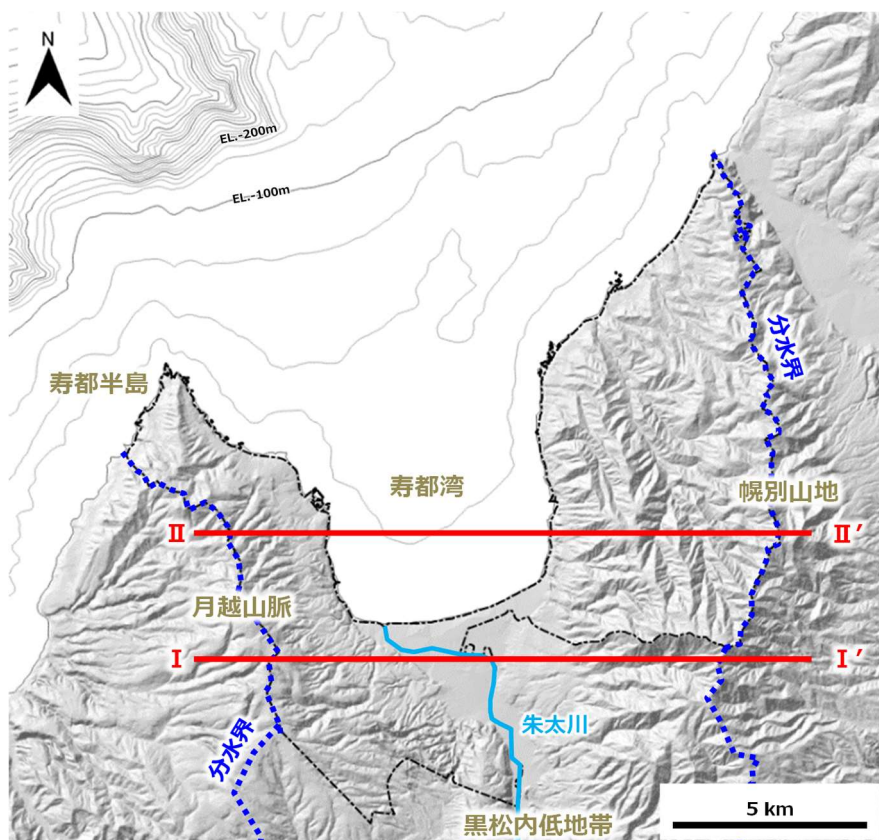 N
EL.-200m
EL.-100m
分水界
寿都半島
寿都湾
幌別山地
Ⅱ
Ⅱ′
月越山脈
Ⅰ
Ⅰ′
朱太川
分水界
5 km
黒松内低地帯